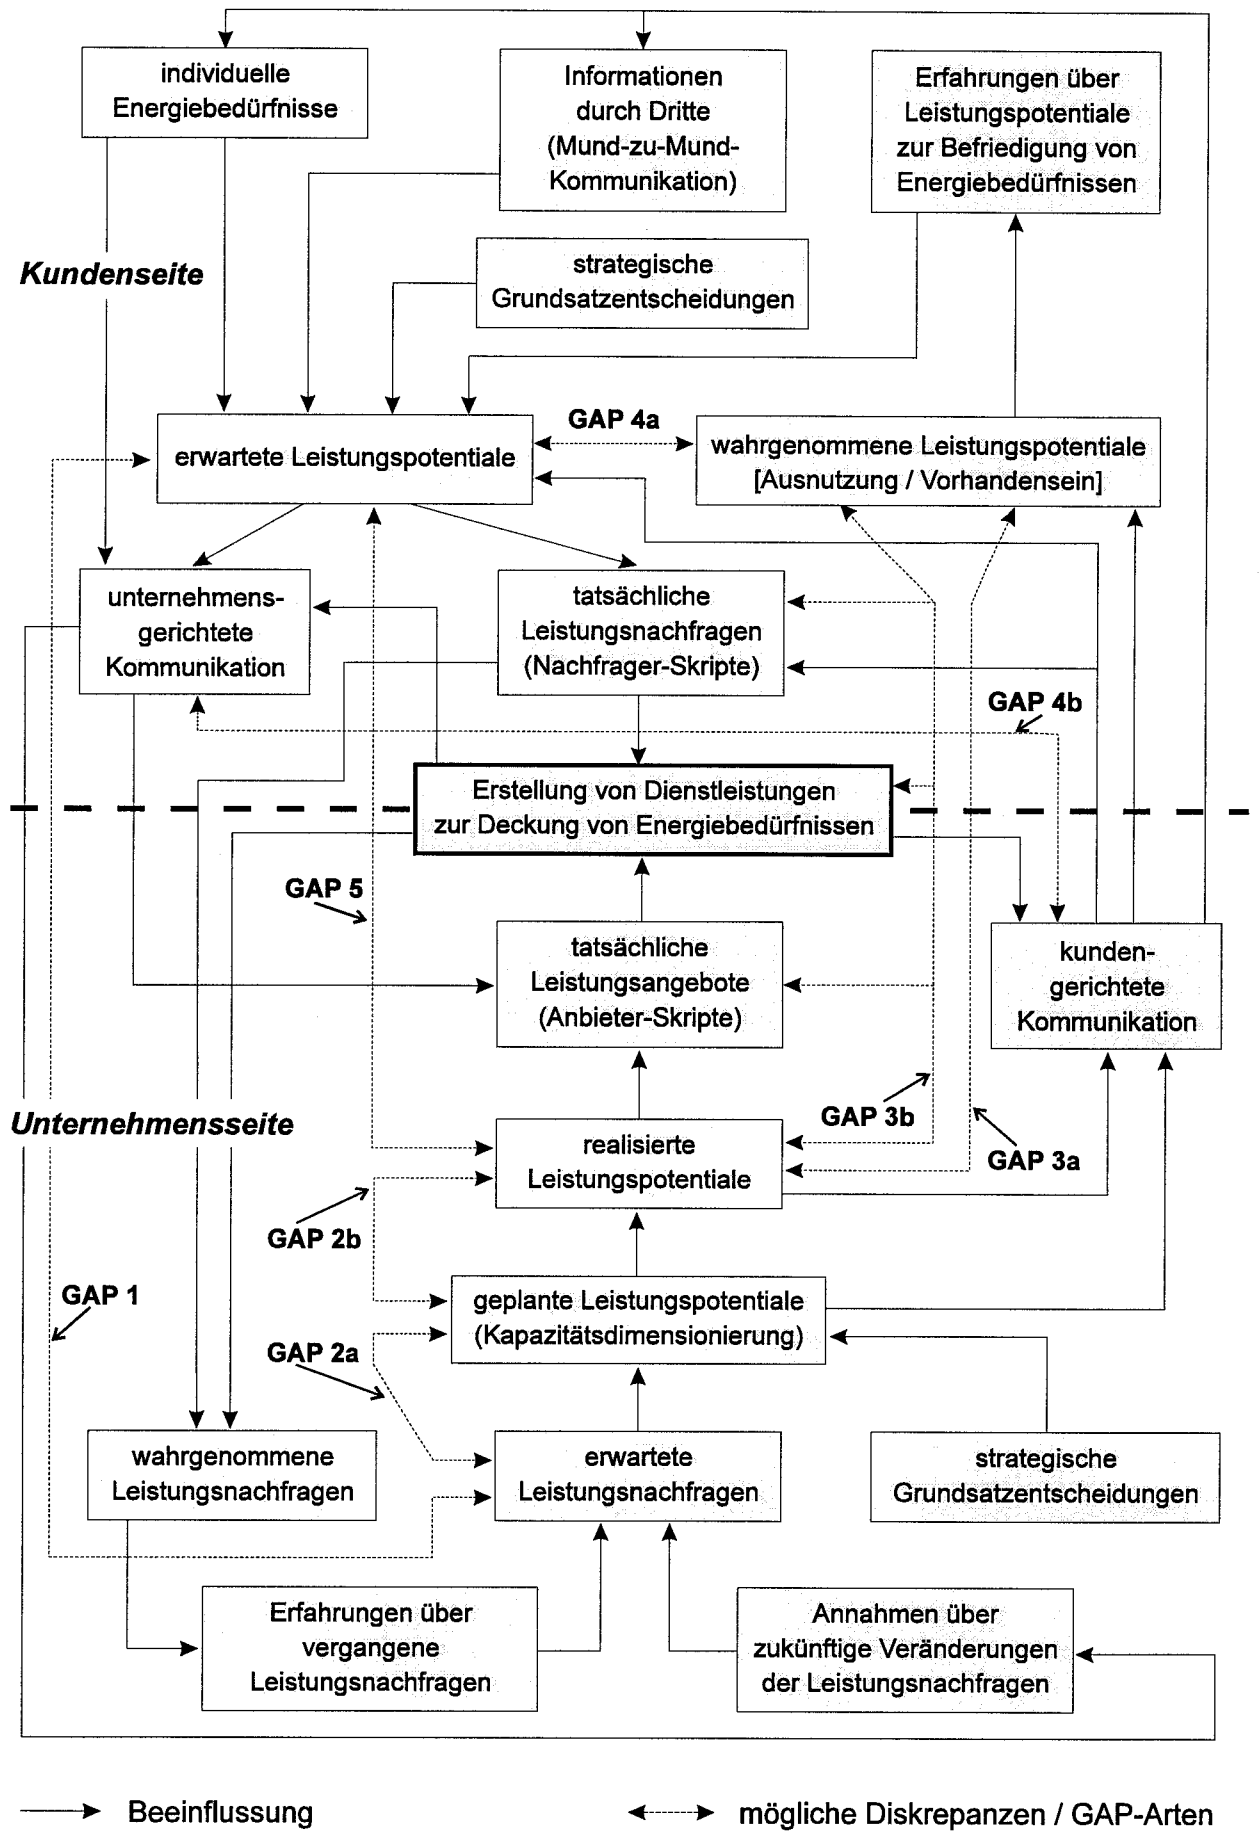 individuelle
Energiebedürfnisse
Informationen
durch Dritte
(Mund-zu-Mund-
Kommunikation)
Erfahrungen über
Leistungspotentiale
zur Befriedigung von
Energiebedürfnissen
Kundenseite
strategische
Grundsatzentscheidungen
erwartete Leistungspotentiale
GAP 4a
wahrgenommene Leistungspotentiale
[Ausnutzung / Vorhandensein]
unternehmens-
gerichtete
Kommunikation
tatsächliche
Leistungsnachfragen
(Nachfrager-Skripte)
GAP 4b
Erstellung von Dienstleistungen
zur Deckung von Energiebedürfnissen
GAP 5
tatsächliche
Leistungsangebote
(Anbieter-Skripte)
kunden-
gerichtete
Kommunikation
Unternehmensseite
GAP 3b
GAP 3a
realisierte
Leistungspotentiale
GAP 2b
GAP 1
geplante Leistungspotentiale
(Kapazitätsdimensionierung)
GAP 2a
wahrgenommene
Leistungsnachfragen
erwartete
Leistungsnachfragen
strategische
Grundsatzentscheidungen
Erfahrungen über
vergangene
Leistungsnachfragen
Annahmen über
zukünftige Veränderungen
der Leistungsnachfragen
Beeinflussung
mögliche Diskrepanzen / GAP-Arten